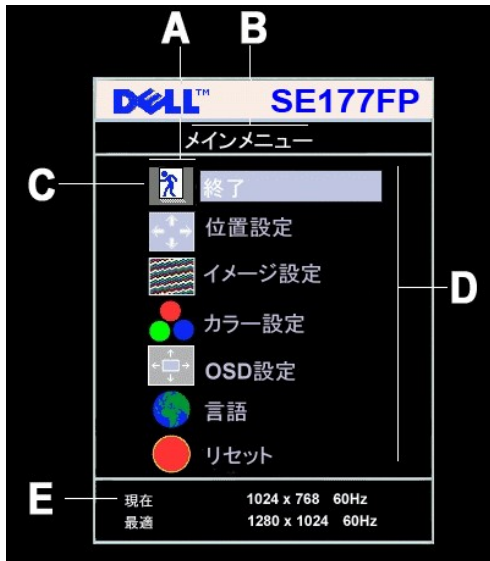 A B
DELL™ SE177FP
メインメニュー
C
終了
位置設定
イメージ設定
D
カラー設定
OSD設定
言語
リセット
E
現在 1024 x 768 60Hz
最適 1280 x 1024 60Hz